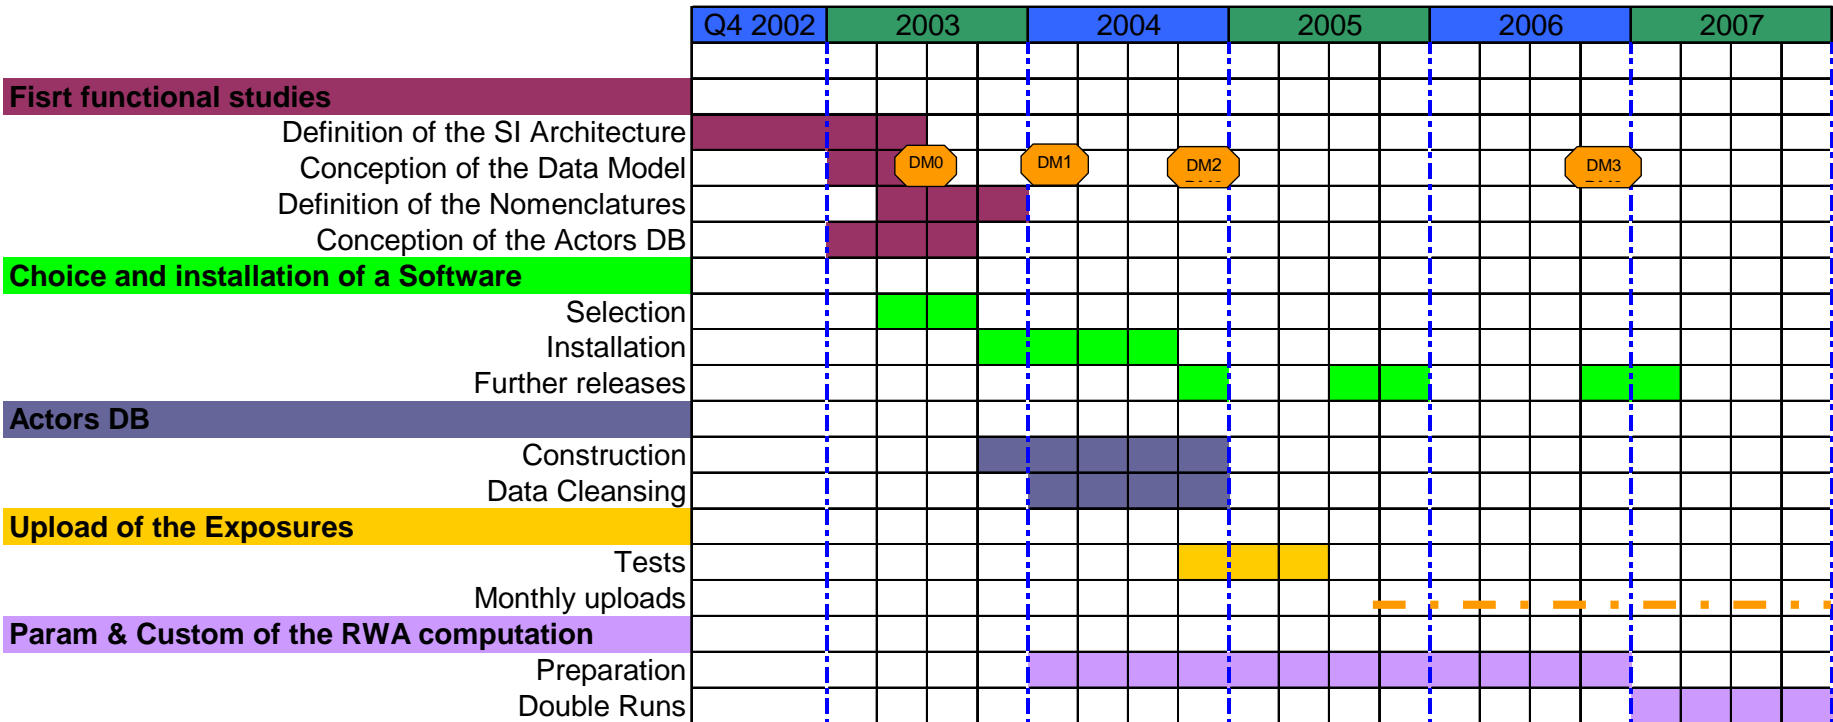 Q4 2002 2003 2004 2005 2006 2007
Fisrt functional studies
Definition of the SI Architecture
Conception of the Data Model DM0 DM1 DM2 DM3
Definition of the Nomenclatures
Conception of the Actors DB
Choice and installation of a Software
Selection
Installation
Further releases
Actors DB
Construction
Data Cleansing
Upload of the Exposures
Tests
Monthly uploads
Param & Custom of the RWA computation
Preparation
Double Runs